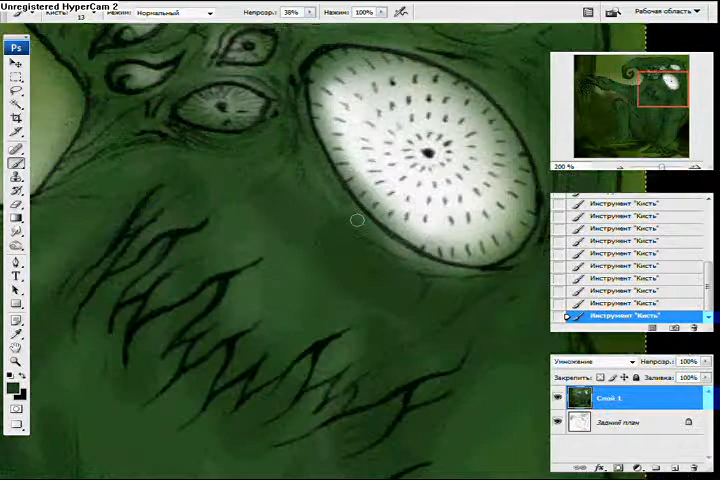 Unregistered HyperCam 2
Кисть: 13 Режим: Нормальный Непрозр.: 38% Нажим: 100% Рабочая область
Ps
200 %
Инструмент "Кисть"
Инструмент "Кисть"
Инструмент "Кисть"
Инструмент "Кисть"
Инструмент "Кисть"
Инструмент "Кисть"
Инструмент "Кисть"
Инструмент "Кисть"
Инструмент "Кисть"
Инструмент "Кисть"
Умножение Непрозр.: 100%
Закрепить: Заливка: 100%
Слой 1
Задний план